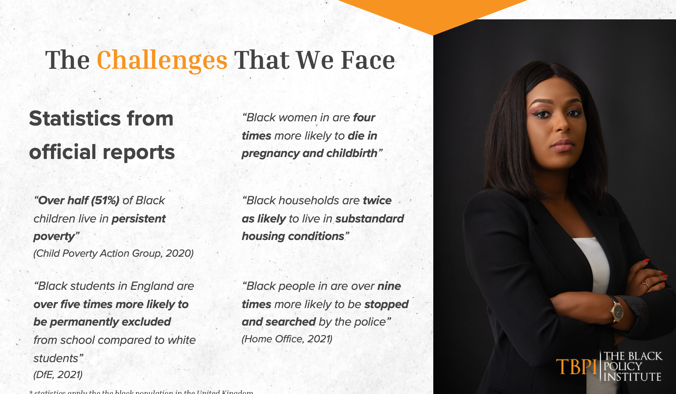 The Challenges That We Face
Statistics from
official reports
“Over half (51%) of Black
children live in persistent
poverty”
(Child Poverty Action Group, 2020)
“Black students in England are
over five times more likely to
be permanently excluded
from school compared to white
students”
(DfE, 2021)
“Black women in are four
times more likely to die in
pregnancy and childbirth”
“Black households are twice
as likely to live in substandard
housing conditions”
“Black people in are over nine
times more likely to be stopped
and searched by the police”
(Home Office, 2021)
* statistics apply the the black population in the United Kingdom
TBPI
THE BLACK
POLICY
INSTITUTE